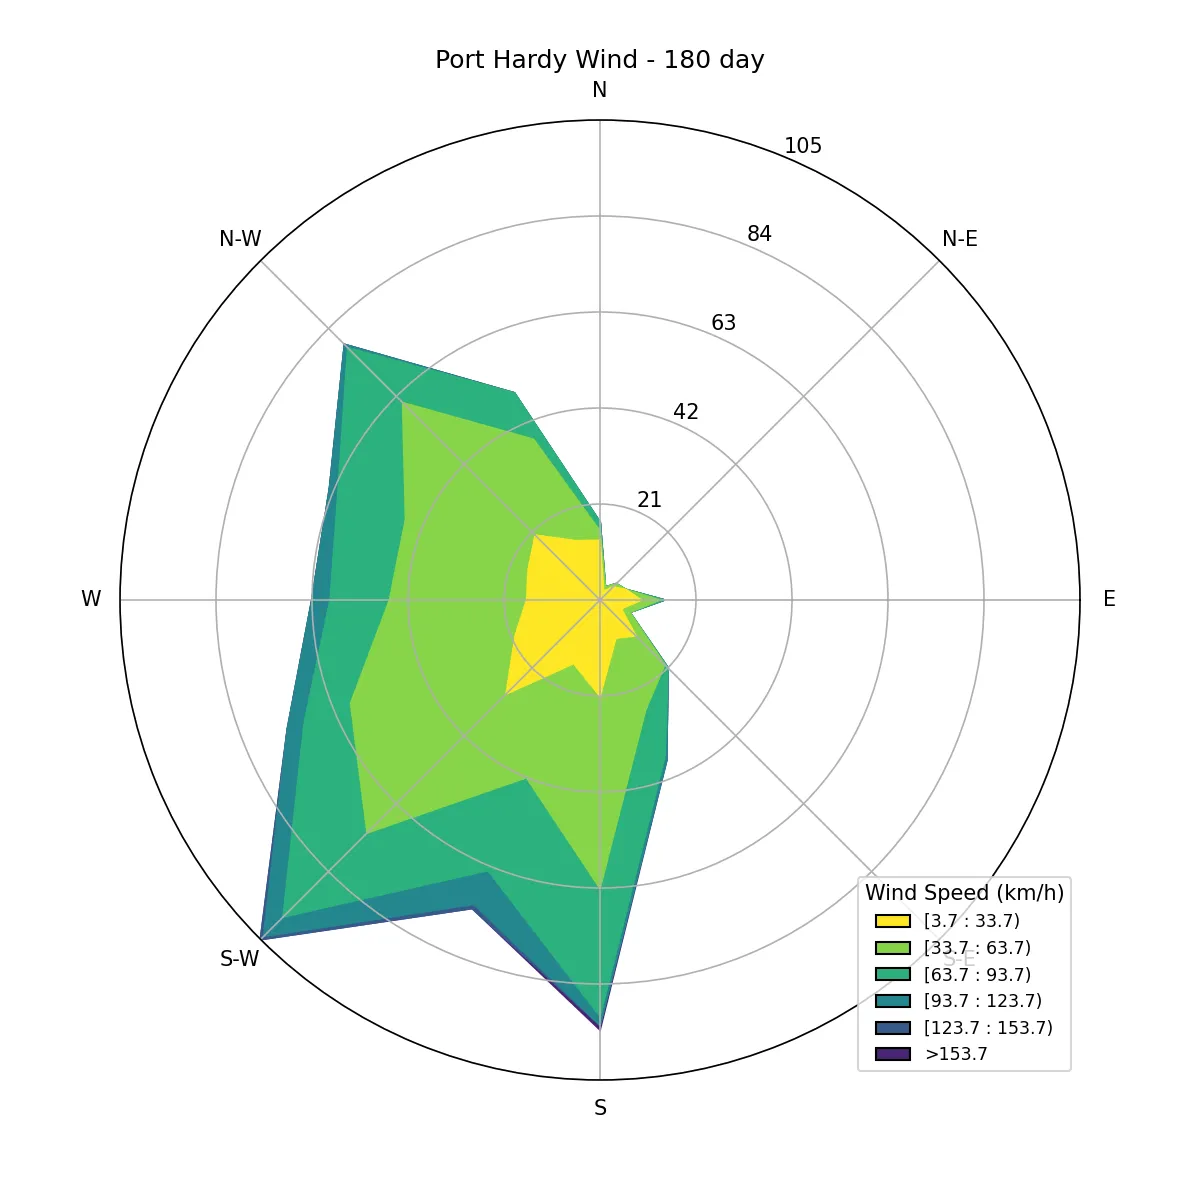 Port Hardy Wind - 180 day
N
105
N-W
84
N-E
63
42
21
W
E
Wind Speed (km/h)
[3.7 : 33.7)
[33.7 : 63.7)
S-W
S-E
[63.7 : 93.7)
[93.7 : 123.7)
[123.7 : 153.7)
>153.7
S